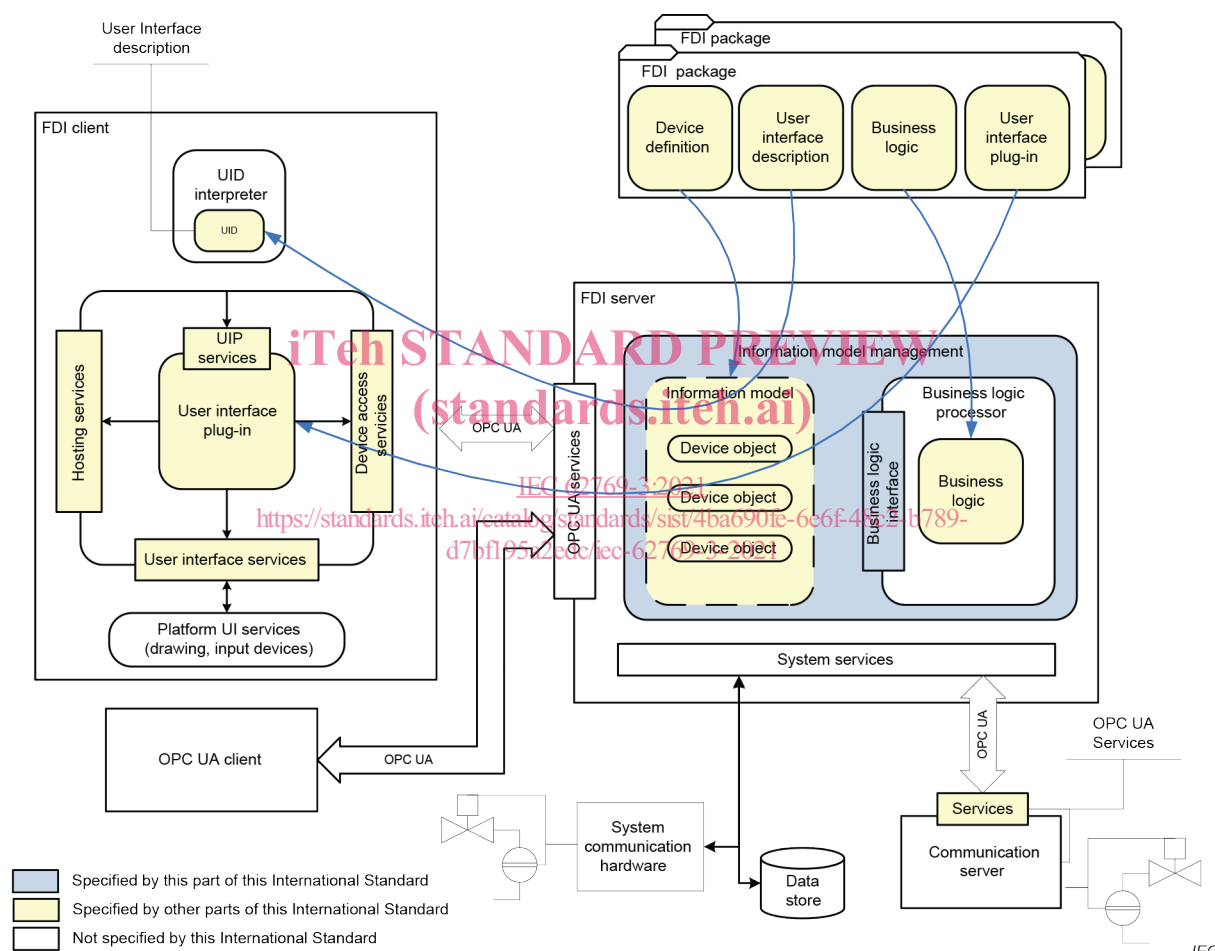 User Interface
description
FDI package
FDI package
Device
definition
User
interface
description
Business
logic
User
interface
plug-in
FDI client
UID
interpreter
UID
UIP
services
Hosting services
User interface
plug-in
Device access
servicies
User interface services
Platform UI services
(drawing, input devices)
FDI server
Information model management
Information model
Device object
Device object
Device object
Business logic
processor
Business logic
interface
Business
logic
OPC UA
OPC UA services
iTeh STANDARD PREVIEW
(standards.iteh.ai)
IEC 62769-3:2021
https://standards.iteh.ai/catalog/standards/sist/4ba690fe-6e6f-48c2-b789-
d7bf195a2edc/iec-62769-3-2021
System services
OPC UA client
OPC UA
OPC UA
OPC UA
Services
System
communication
hardware
Data
store
Services
Communication
server
Specified by this part of this International Standard
Specified by other parts of this International Standard
Not specified by this International Standard